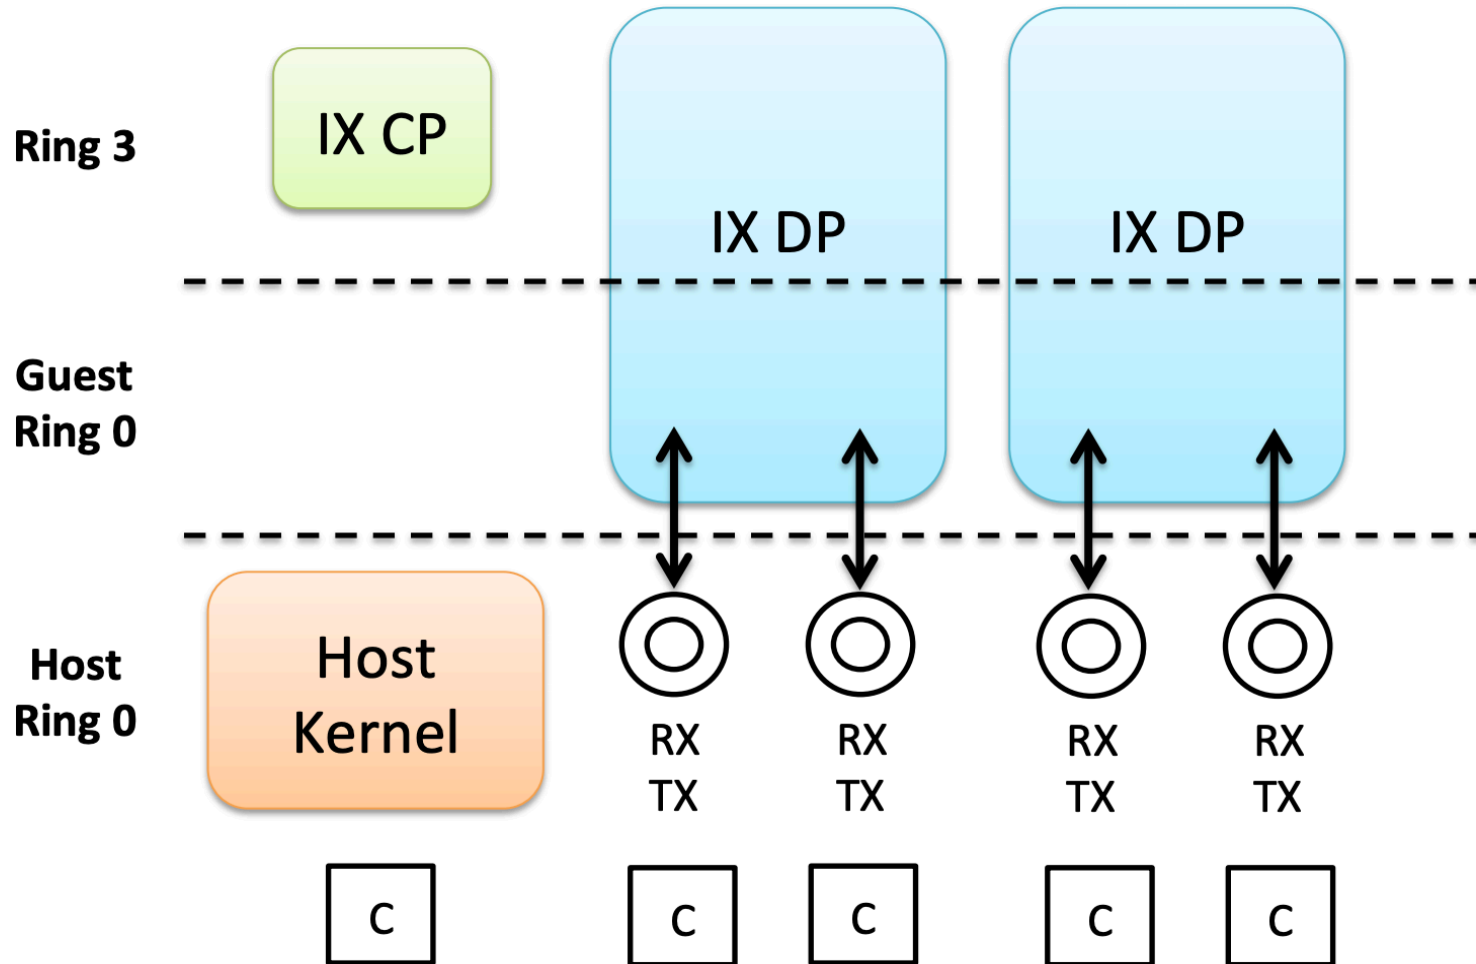 Ring 3
IX CP
IX DP
IX DP
Guest
Ring 0
Host
Ring 0
Host
Kernel
RX
TX
RX
TX
RX
TX
RX
TX
C
C
C
C
C